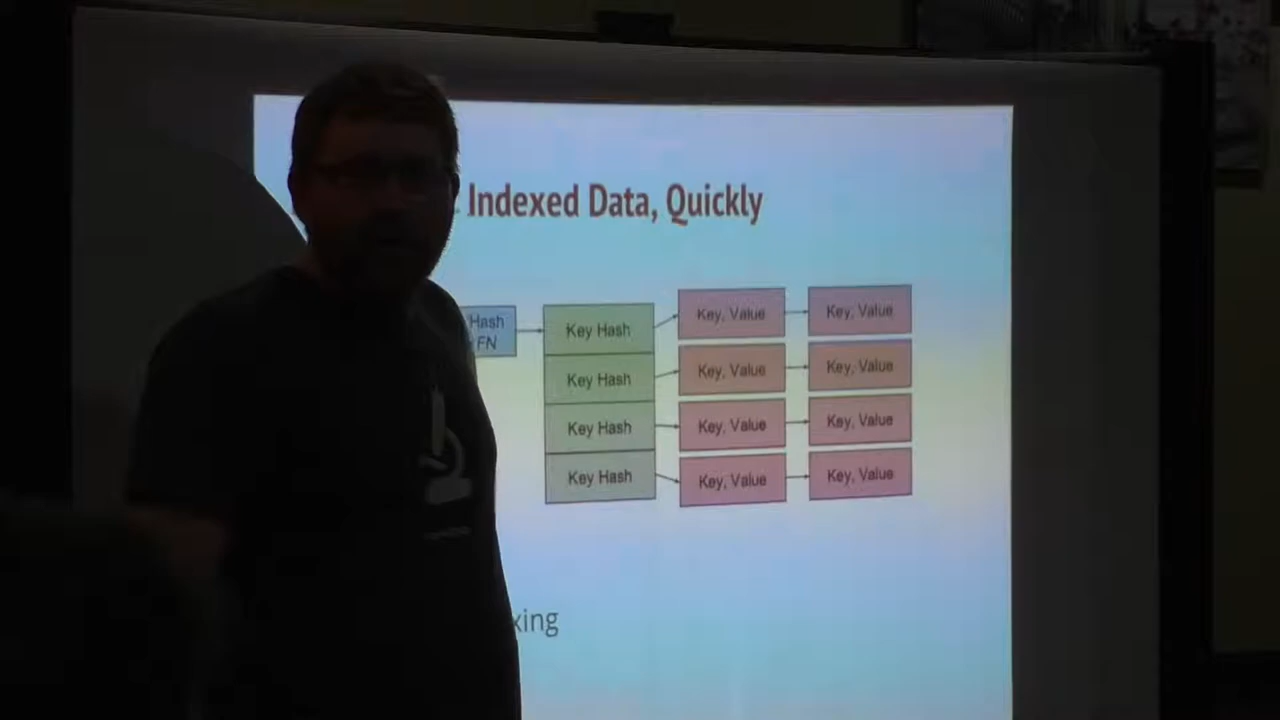 Indexed Data, Quickly
Hash
FN
Key Hash
Key, Value
Key, Value
Key Hash
Key, Value
Key, Value
Key Hash
Key, Value
Key, Value
Key Hash
Key, Value
Key, Value
xing